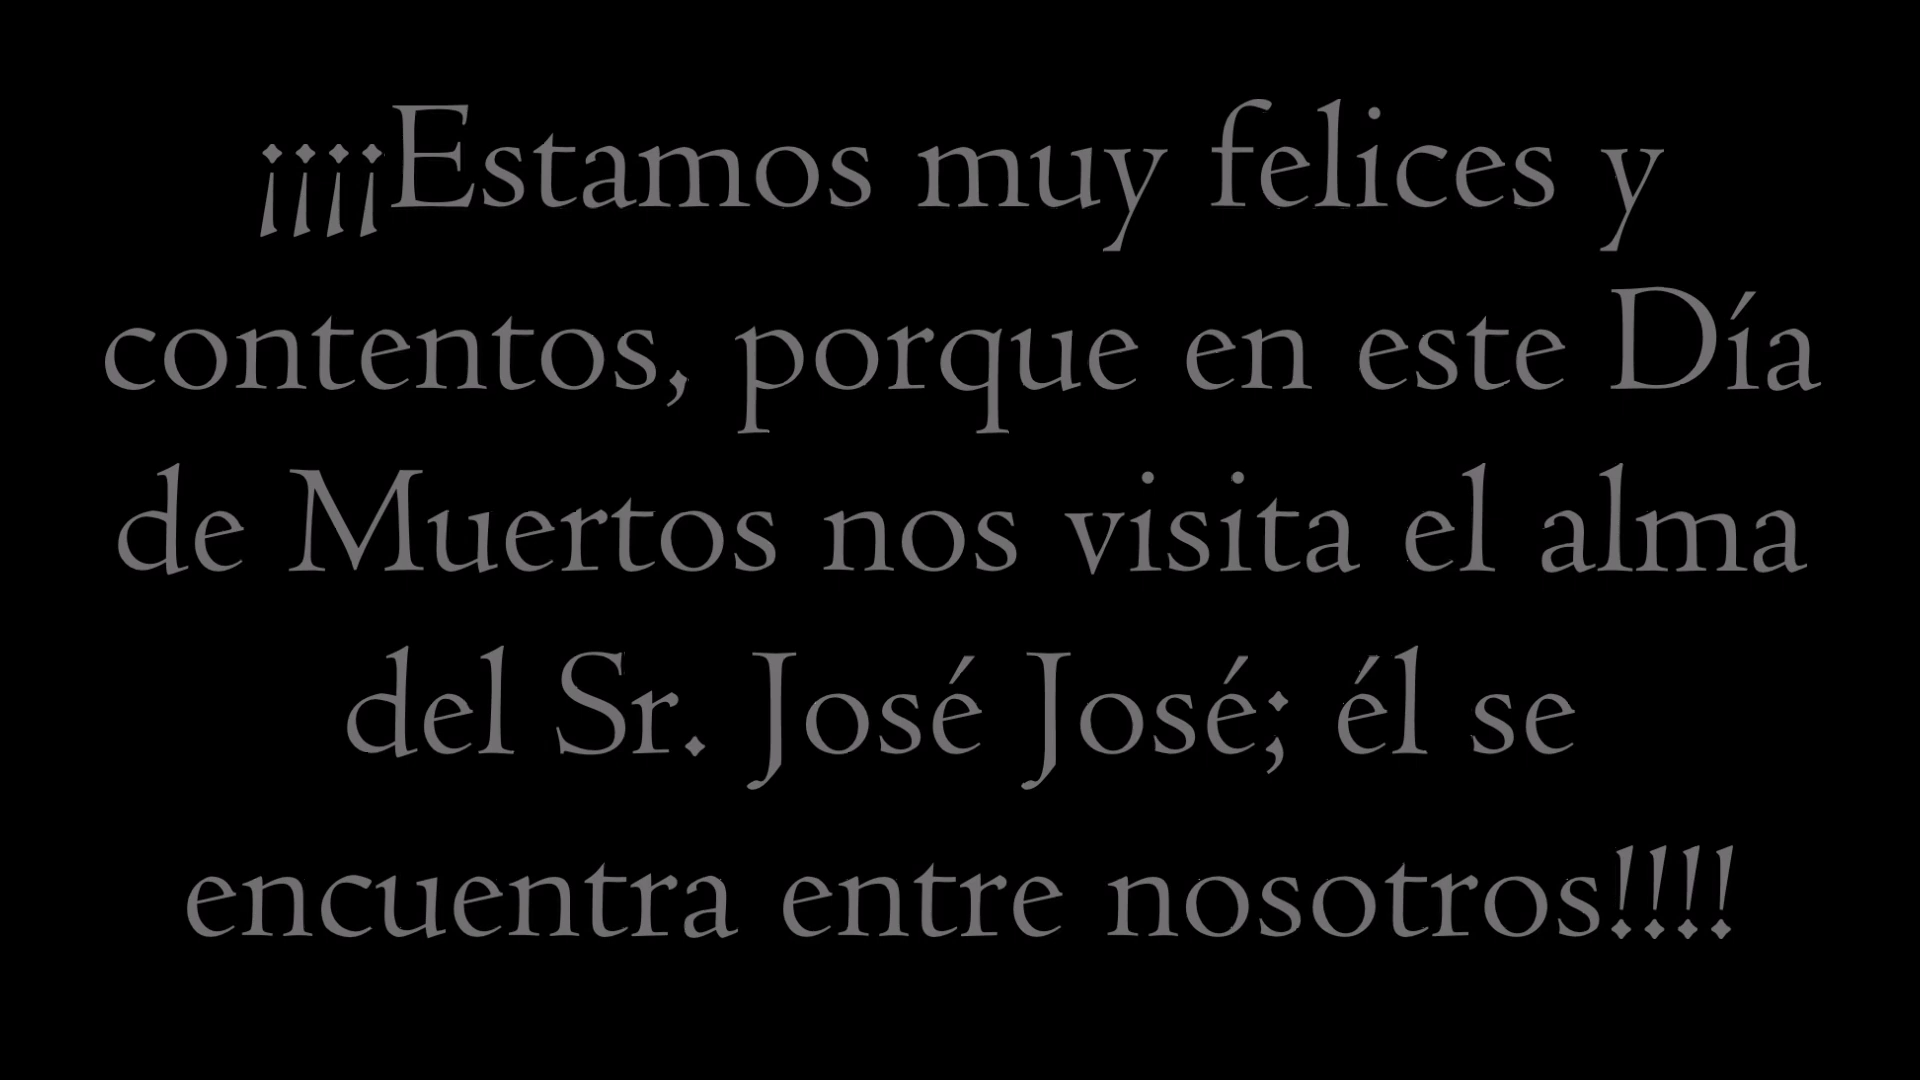 ¡¡¡¡Estamos muy felices y
contentos, porque en este Día
de Muertos nos visita el alma
del Sr. José José; él se
encuentra entre nosotros!!!!